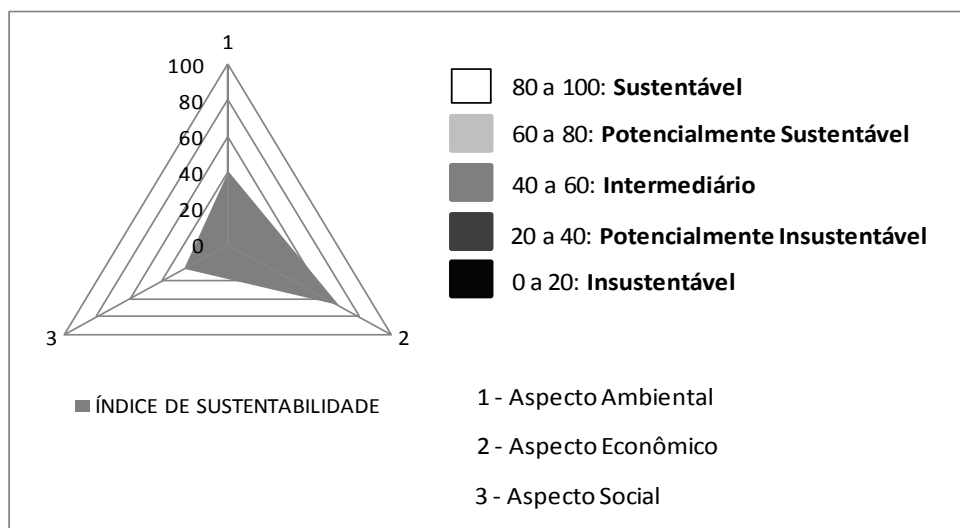 1
100
80
60
40
20
0
3
2
ÍNDICE DE SUSTENTABILIDADE
80 a 100: Sustentável
60 a 80: Potencialmente Sustentável
40 a 60: Intermediário
20 a 40: Potencialmente Insustentável
0 a 20: Insustentável
1 - Aspecto Ambiental
2 - Aspecto Econômico
3 - Aspecto Social